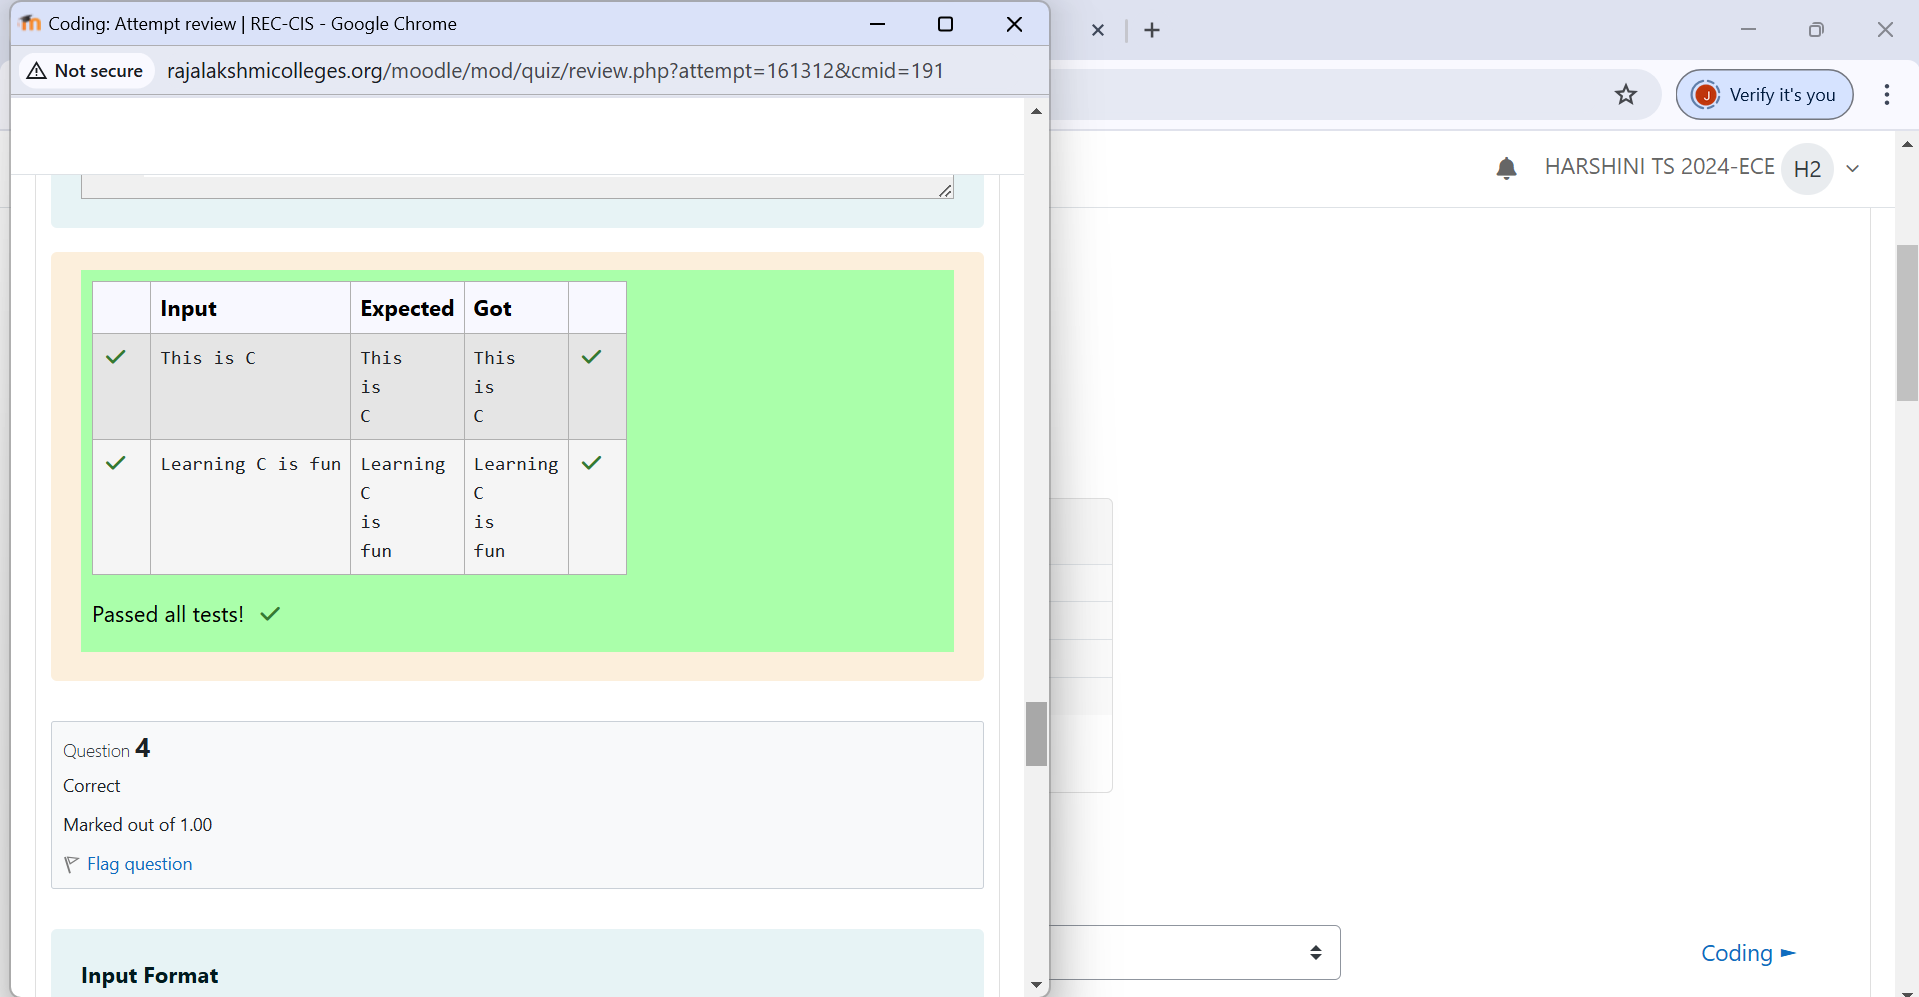 Coding: Attempt review | REC-CIS - Google Chrome
Not secure
rajalakshmicolleges.org/moodle/mod/quiz/review.php?attempt=161312&cmid=191
J
Verify it's you
HARSHINI TS 2024-ECE
H2
Input Expected Got
This is C
This
is
C
This
is
C
Learning C is fun
Learning
C
is
fun
Learning
C
is
fun
Passed all tests!
Question 4
Correct
Marked out of 1.00
Flag question
Input Format
Coding ►